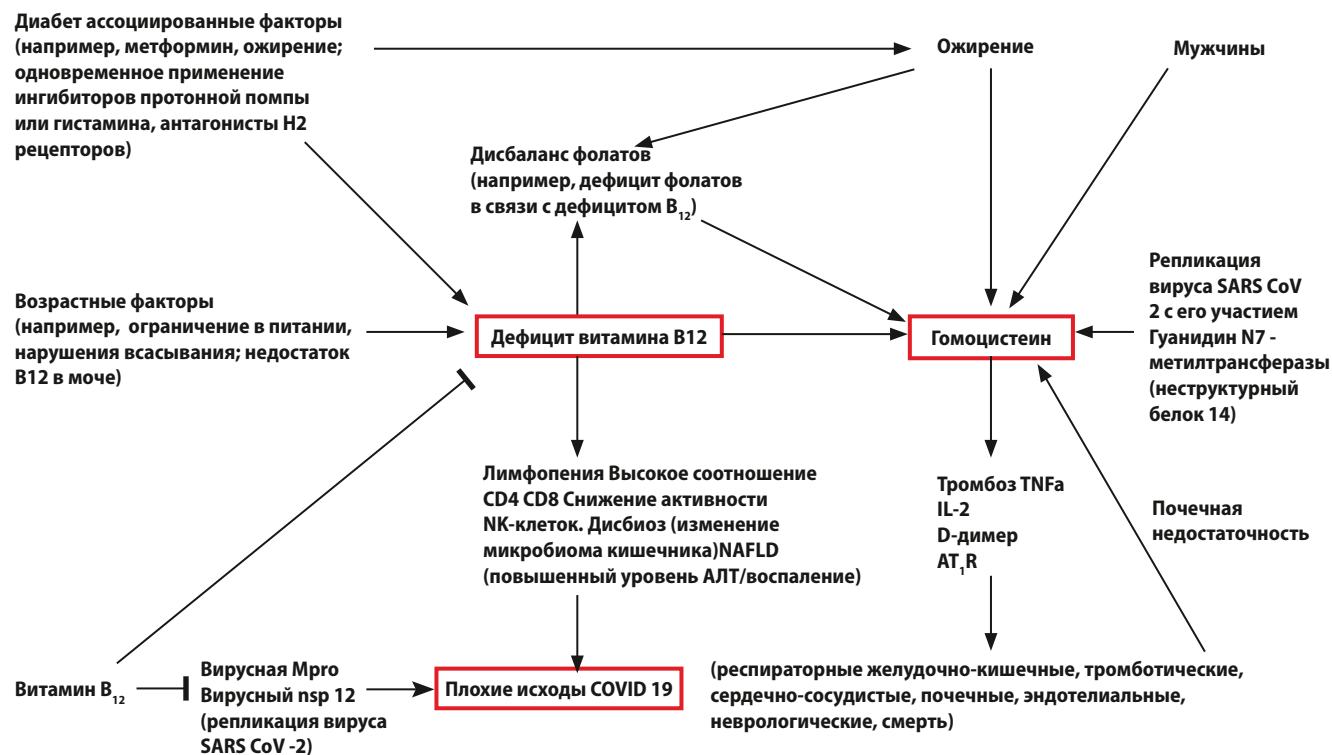 Диабет ассоциированные факторы
(например, метформин, ожирение;
одновременное применение
ингибиторов протонной помпы
или гистамина, антагонисты H2
рецепторов)
Ожирение
Мужчины
Дисбаланс фолатов
(например, дефицит фолатов
в связи с дефицитом B₁₂)
Возрастные факторы
(например, ограничение в питании,
нарушения всасывания; недостаток
B12 в моче)
Дефицит витамина B12
Гомоцистеин
Репликация
вируса SARS CoV
2 с его участием
Гуанидин N7 -
метилтрансферазы
(неструктурный
белок 14)
Лимфопения Высокое соотношение
CD4 CD8 Снижение активности
NK-клеток. Дисбиоз (изменение
микробиома кишечника)NAFLD
(повышенный уровень АЛТ/воспаление)
Тромбоз TNFa
IL-2
D-димер
AT₁R
Почечная
недостаточность
Витамин B₁₂
Вирусная Mpro
Вирусный nsp 12
(репликация вируса
SARS CoV -2)
Плохие исходы COVID 19
(респираторные желудочно-кишечные, тромботические,
сердечно-сосудистые, почечные, эндотелиальные,
неврологические, смерть)